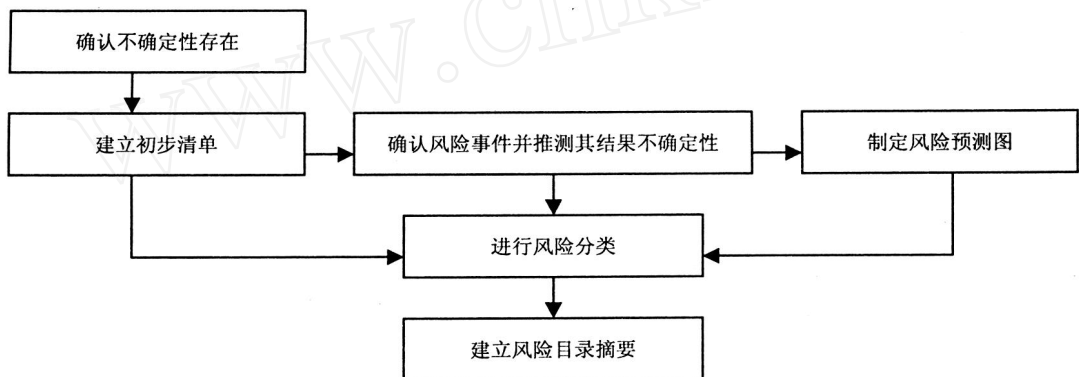 www.cnki
确认不确定性存在
建立初步清单
确认风险事件并推测其结果不确定性
制定风险预测图
进行风险分类
建立风险目录摘要